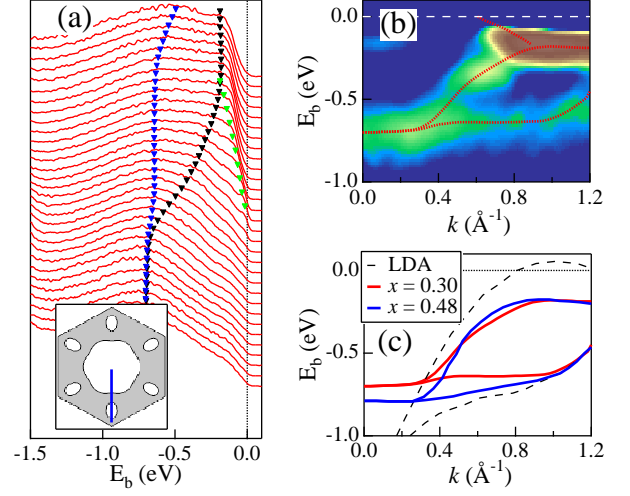 (a)
-1.5
-1.0
-0.5
0.0
E_b (eV)
(b)
0.0
-0.5
-1.0
E_b (eV)
0.0
0.4
0.8
1.2
k (Å⁻¹)
LDA
x = 0.30
x = 0.48
(c)
0.0
-0.5
-1.0
E_b (eV)
0.0
0.4
0.8
1.2
k (Å⁻¹)